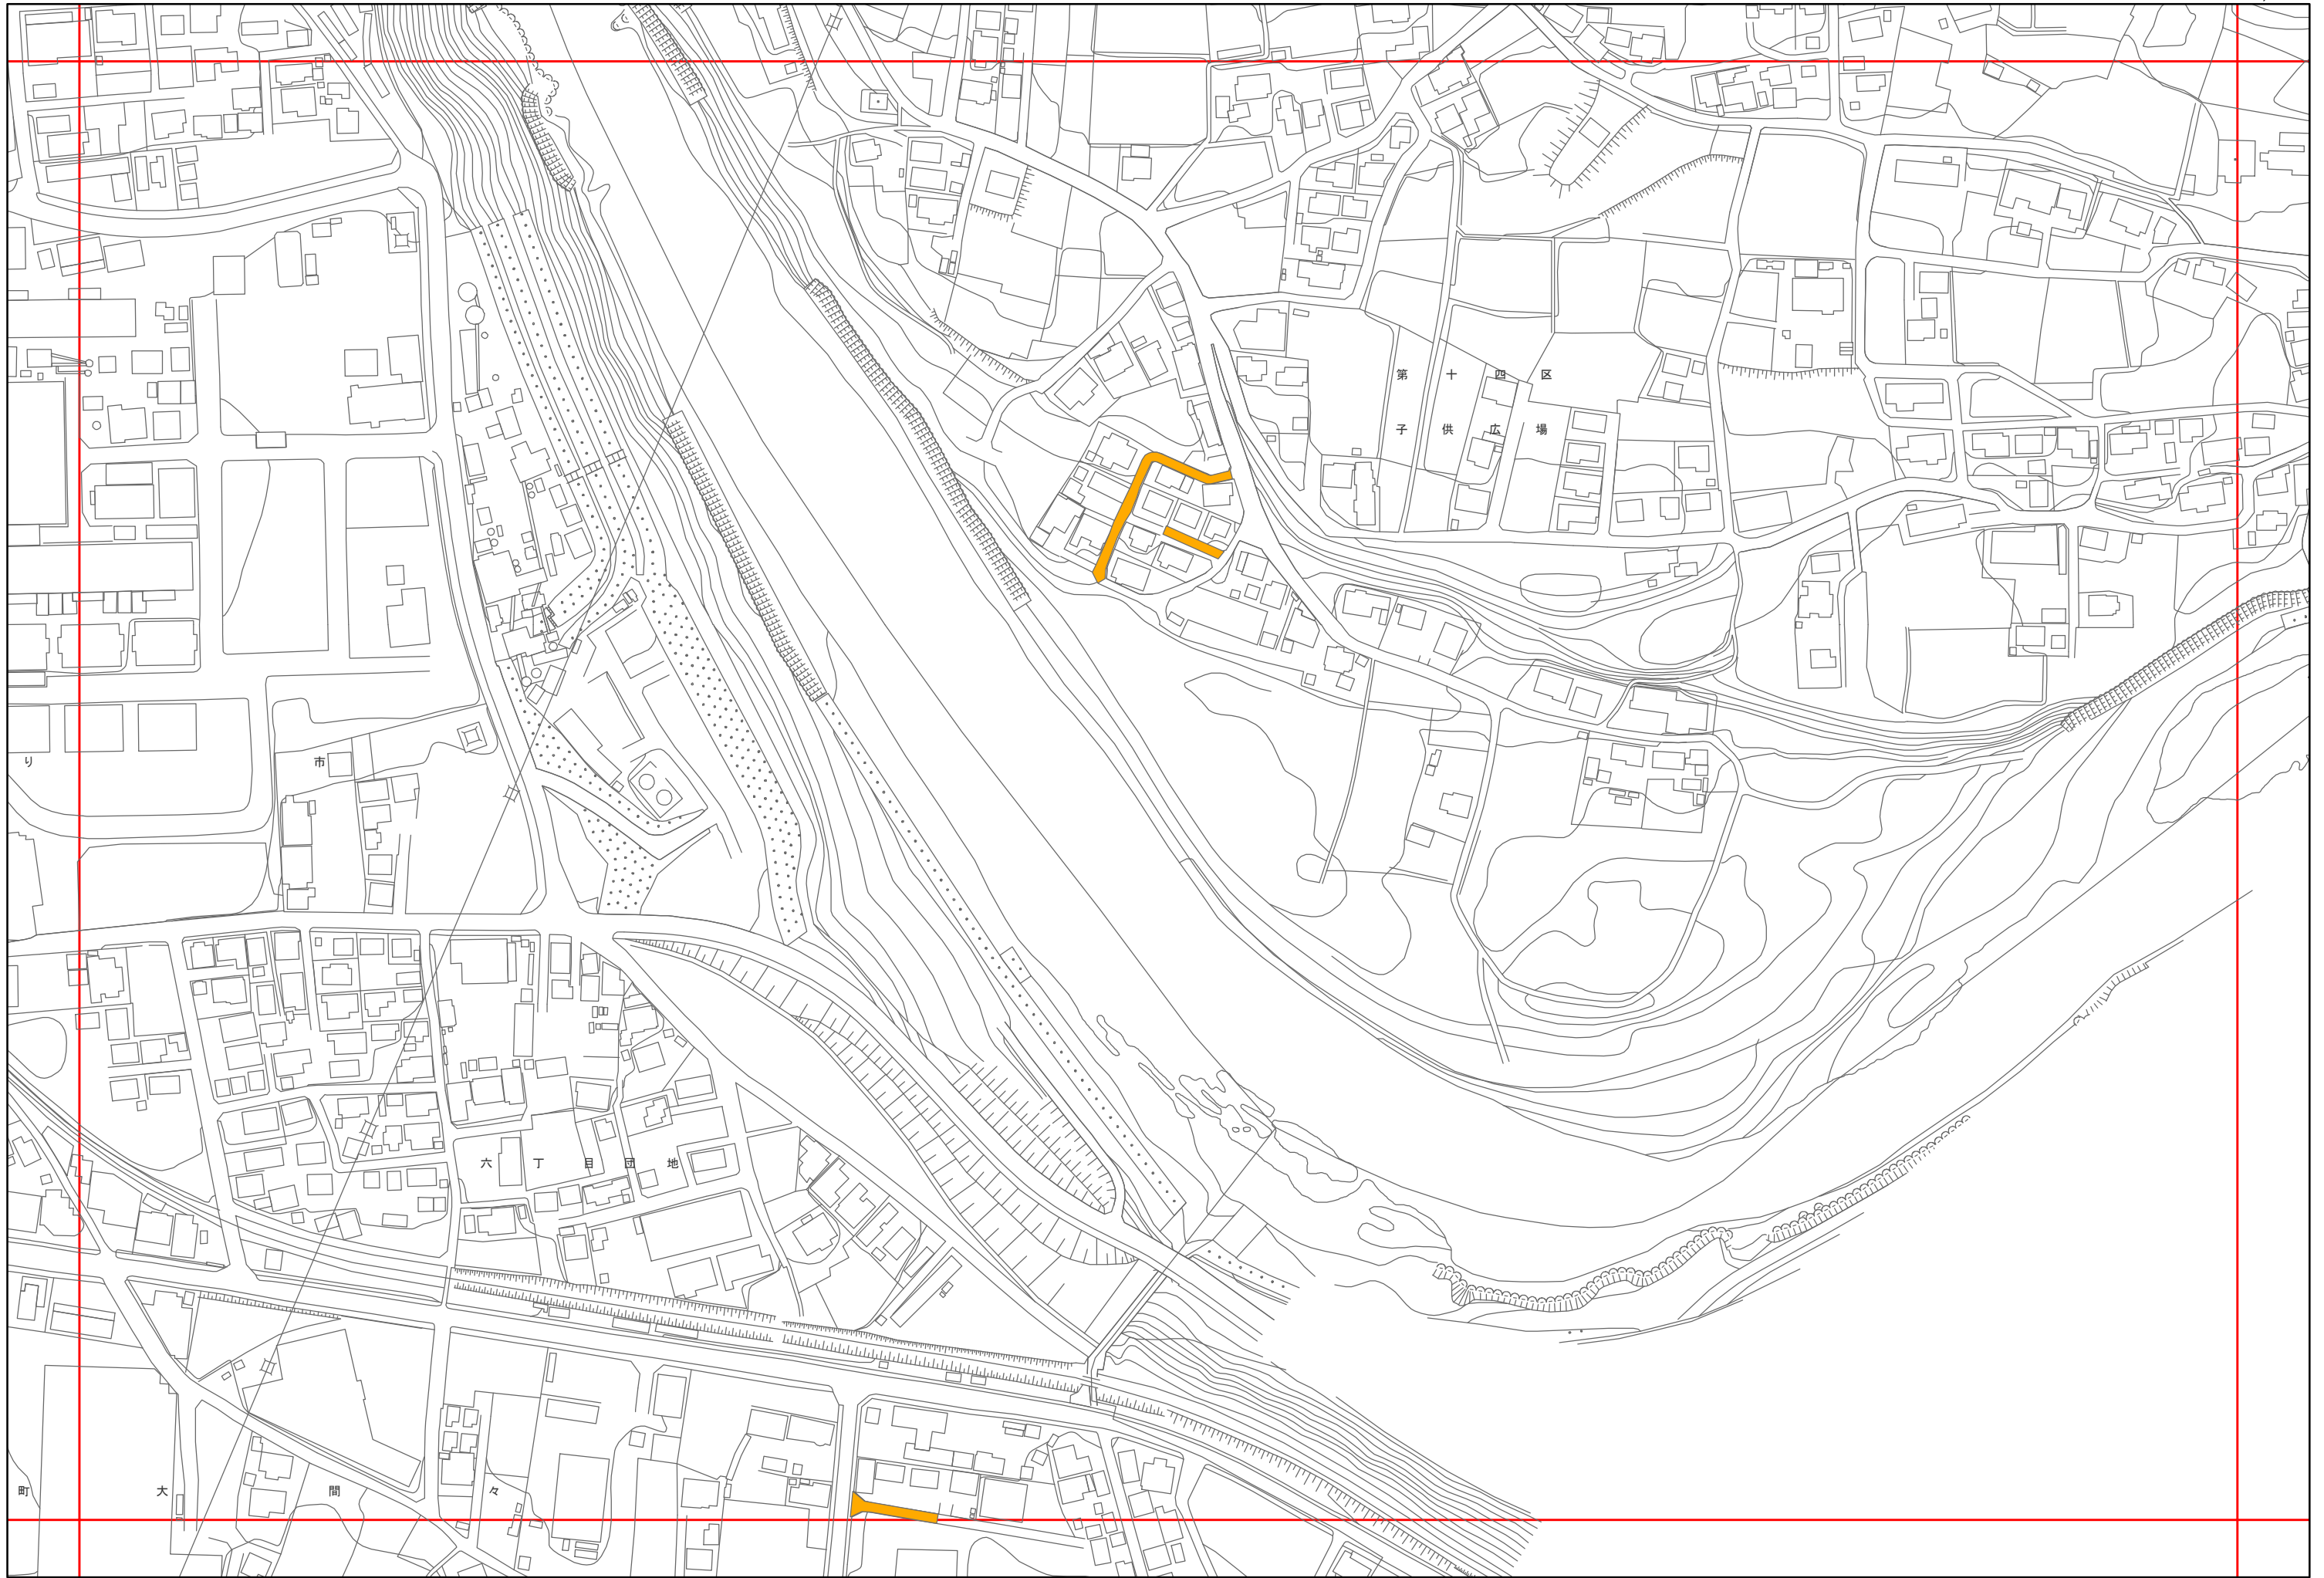 第十四区
子供広場
り
市
六丁目団地
町大間々